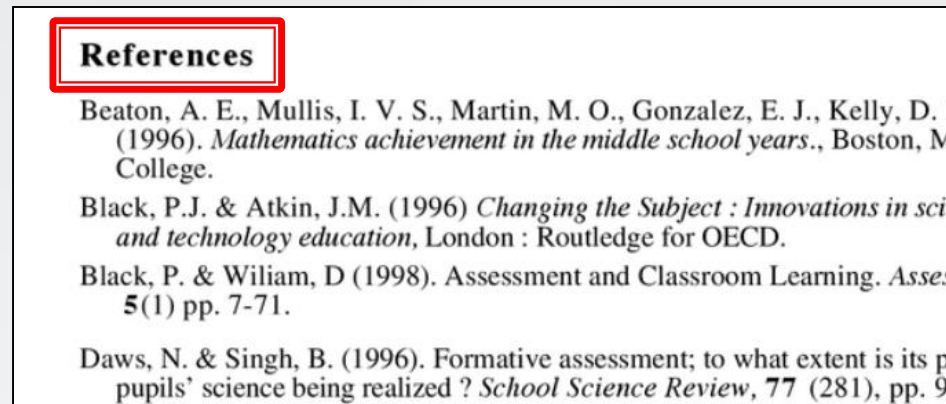 References
Beaton, A. E., Mullis, I. V. S., Martin, M. O., Gonzalez, E. J., Kelly, D.
(1996). Mathematics achievement in the middle school years., Boston,
College.
Black, P.J. & Atkin, J.M. (1996) Changing the Subject : Innovations in
and technology education, London : Routledge for OECD.
Black, P. & Wiliam, D (1998). Assessment and Classroom Learning.
5(1) pp. 7-71.
Daws, N. & Singh, B. (1996). Formative assessment; to what extent is its
pupils' science being realized ? School Science Review, 77 (281), pp.